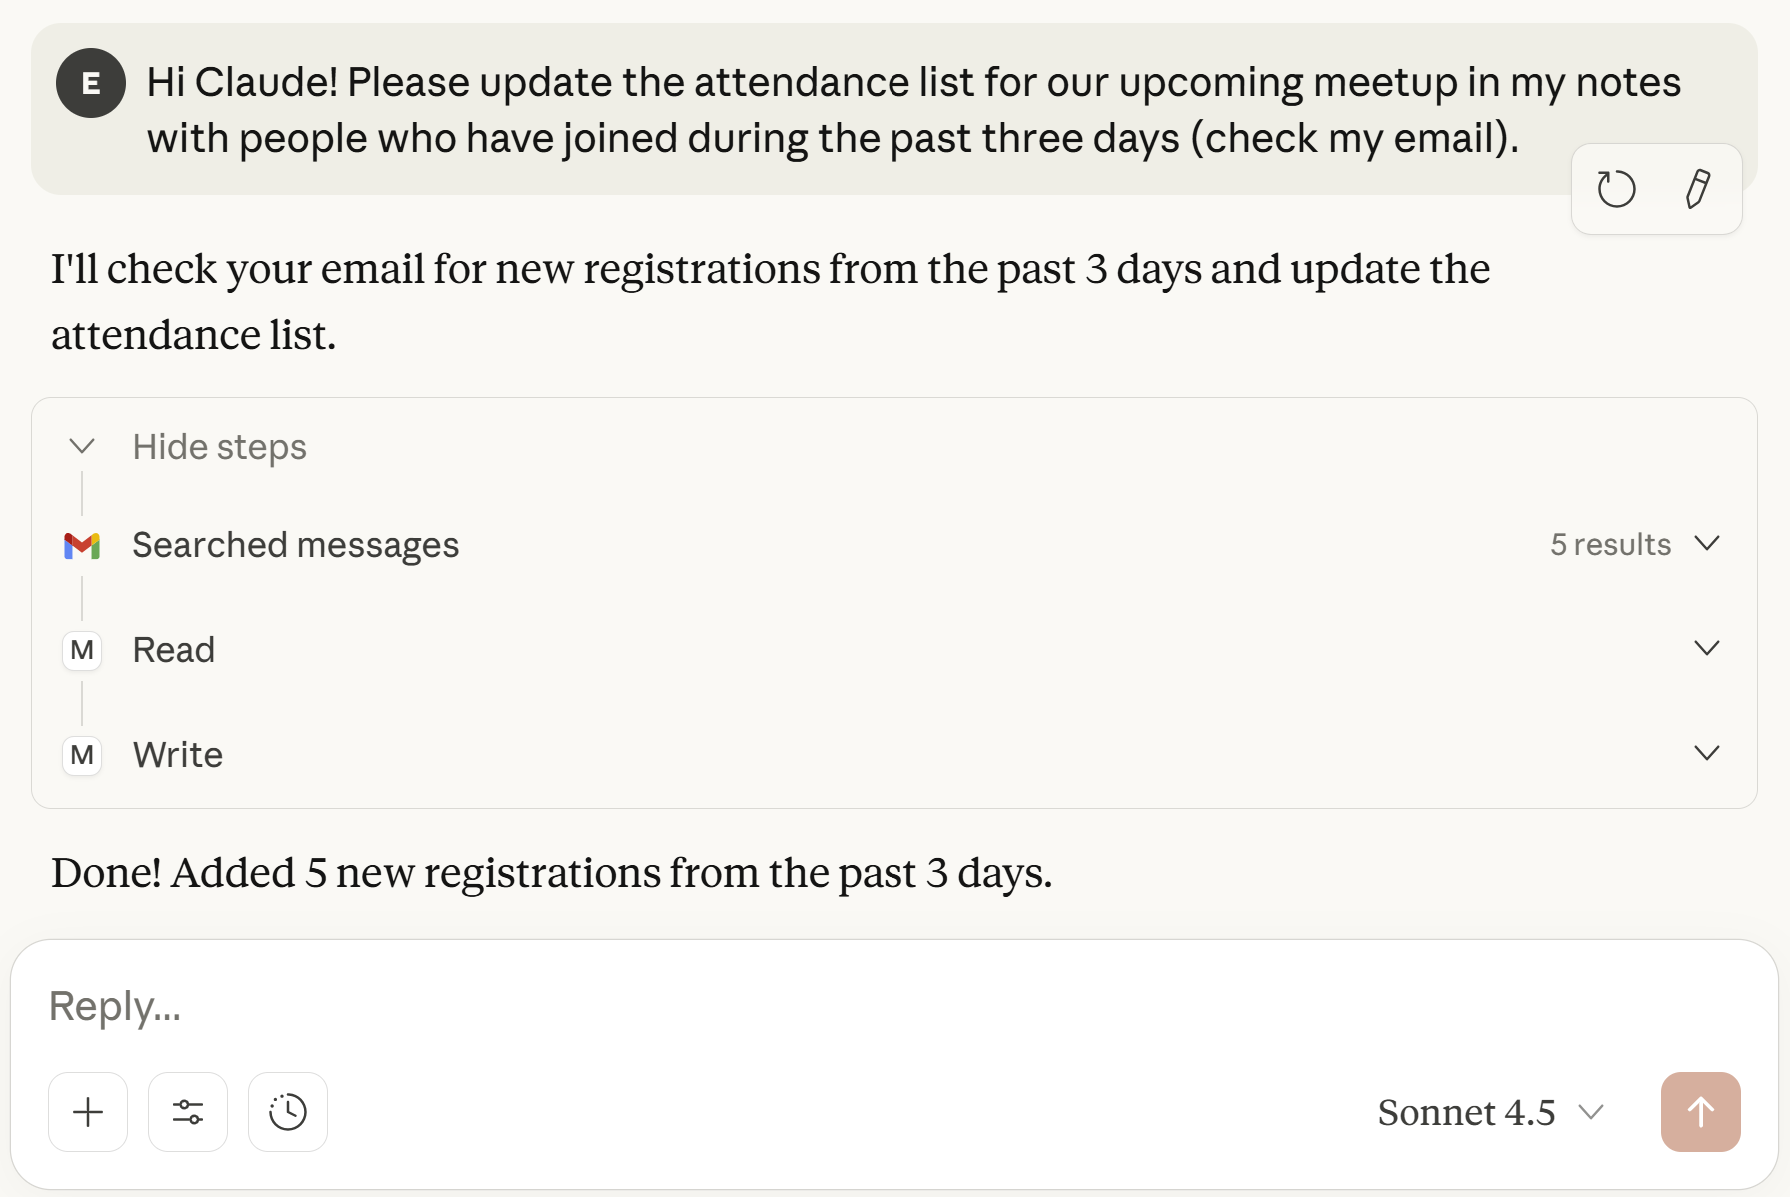 E
Hi Claude! Please update the attendance list for our upcoming meetup in my notes
with people who have joined during the past three days (check my email).
I'll check your email for new registrations from the past 3 days and update the
attendance list.
Hide steps
Searched messages 5 results
M Read
M Write
Done! Added 5 new registrations from the past 3 days.
Reply...
Sonnet 4.5